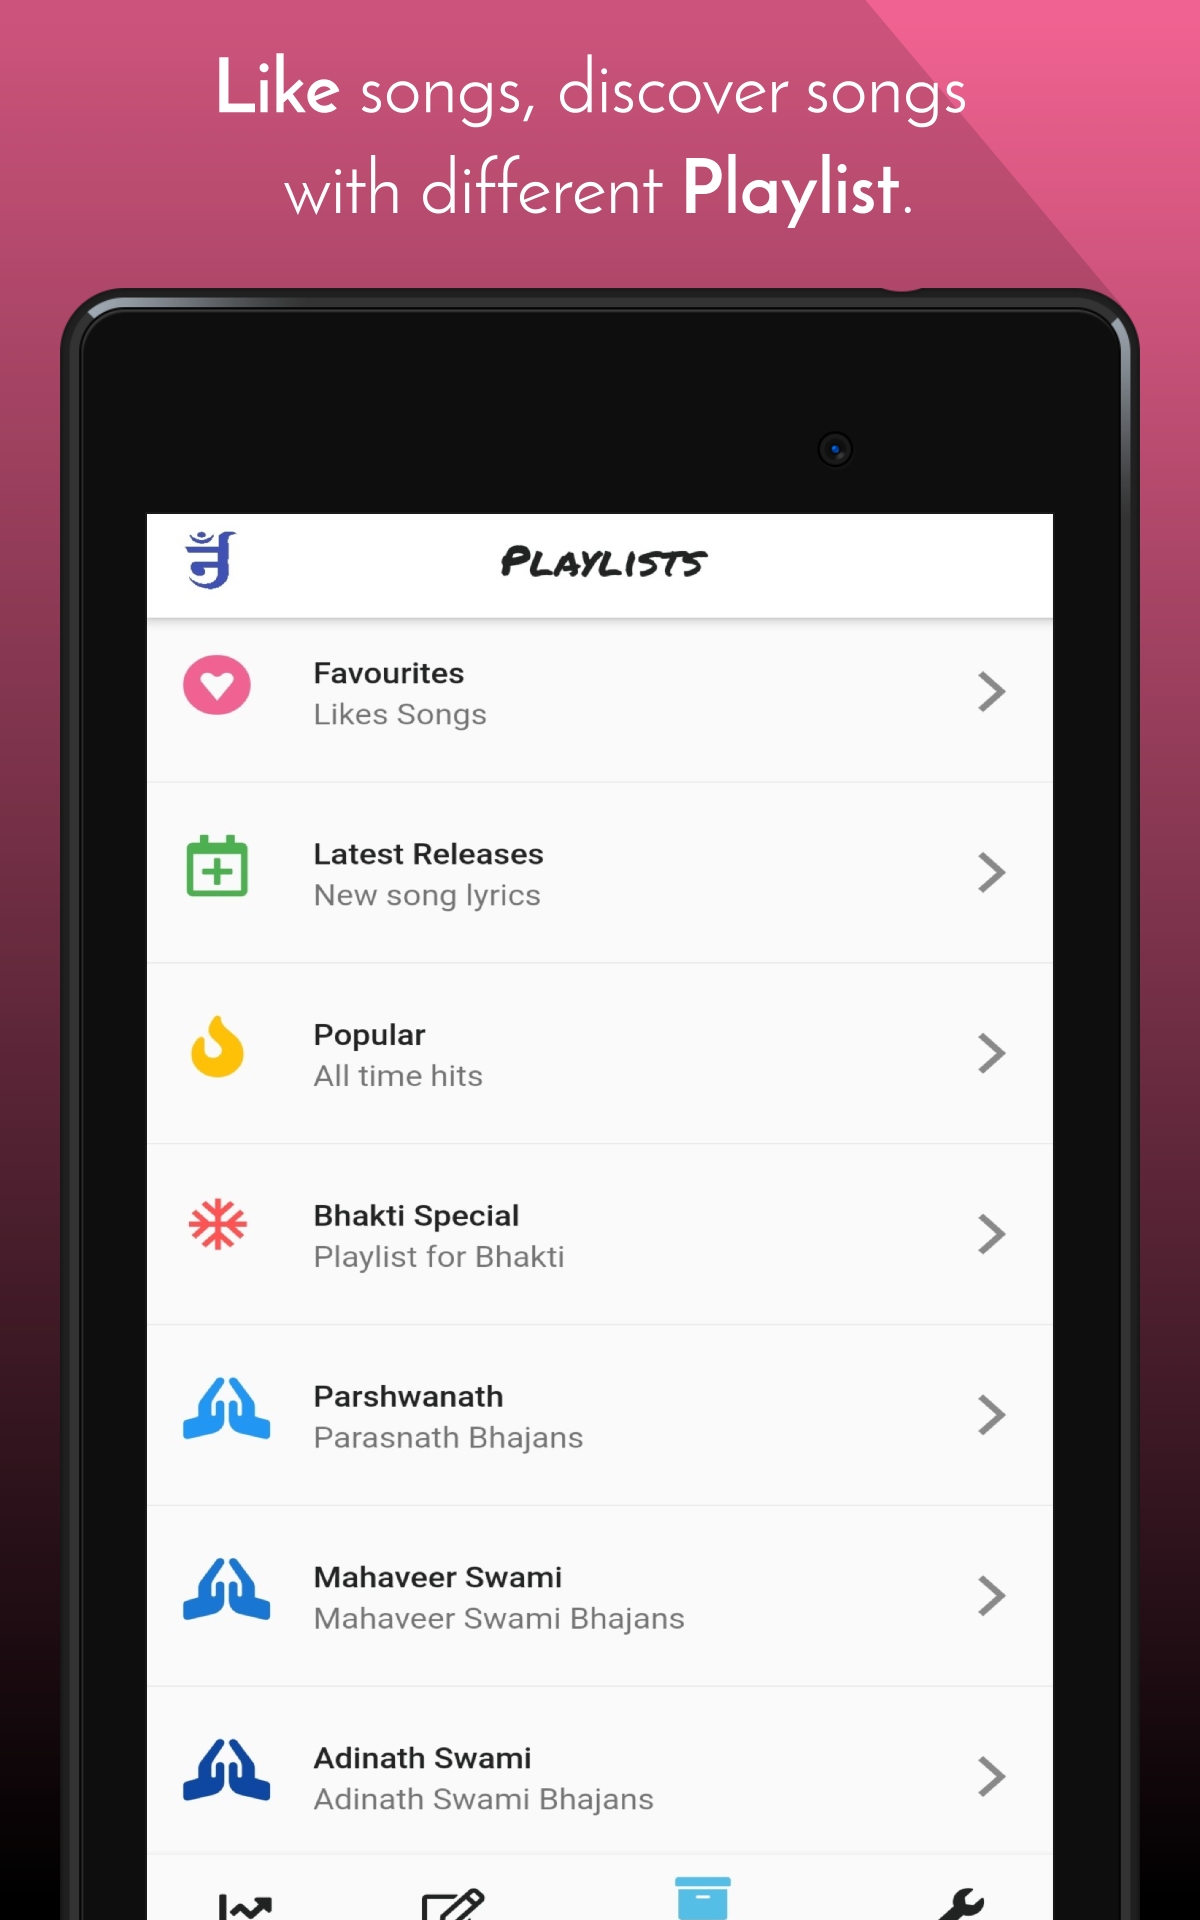 Like songs, discover songs
with different Playlist.
ॐ
Playlists
Favourites
Likes Songs
Latest Releases
New song lyrics
Popular
All time hits
Bhakti Special
Playlist for Bhakti
Parshwanath
Parasnath Bhajans
Mahaveer Swami
Mahaveer Swami Bhajans
Adinath Swami
Adinath Swami Bhajans